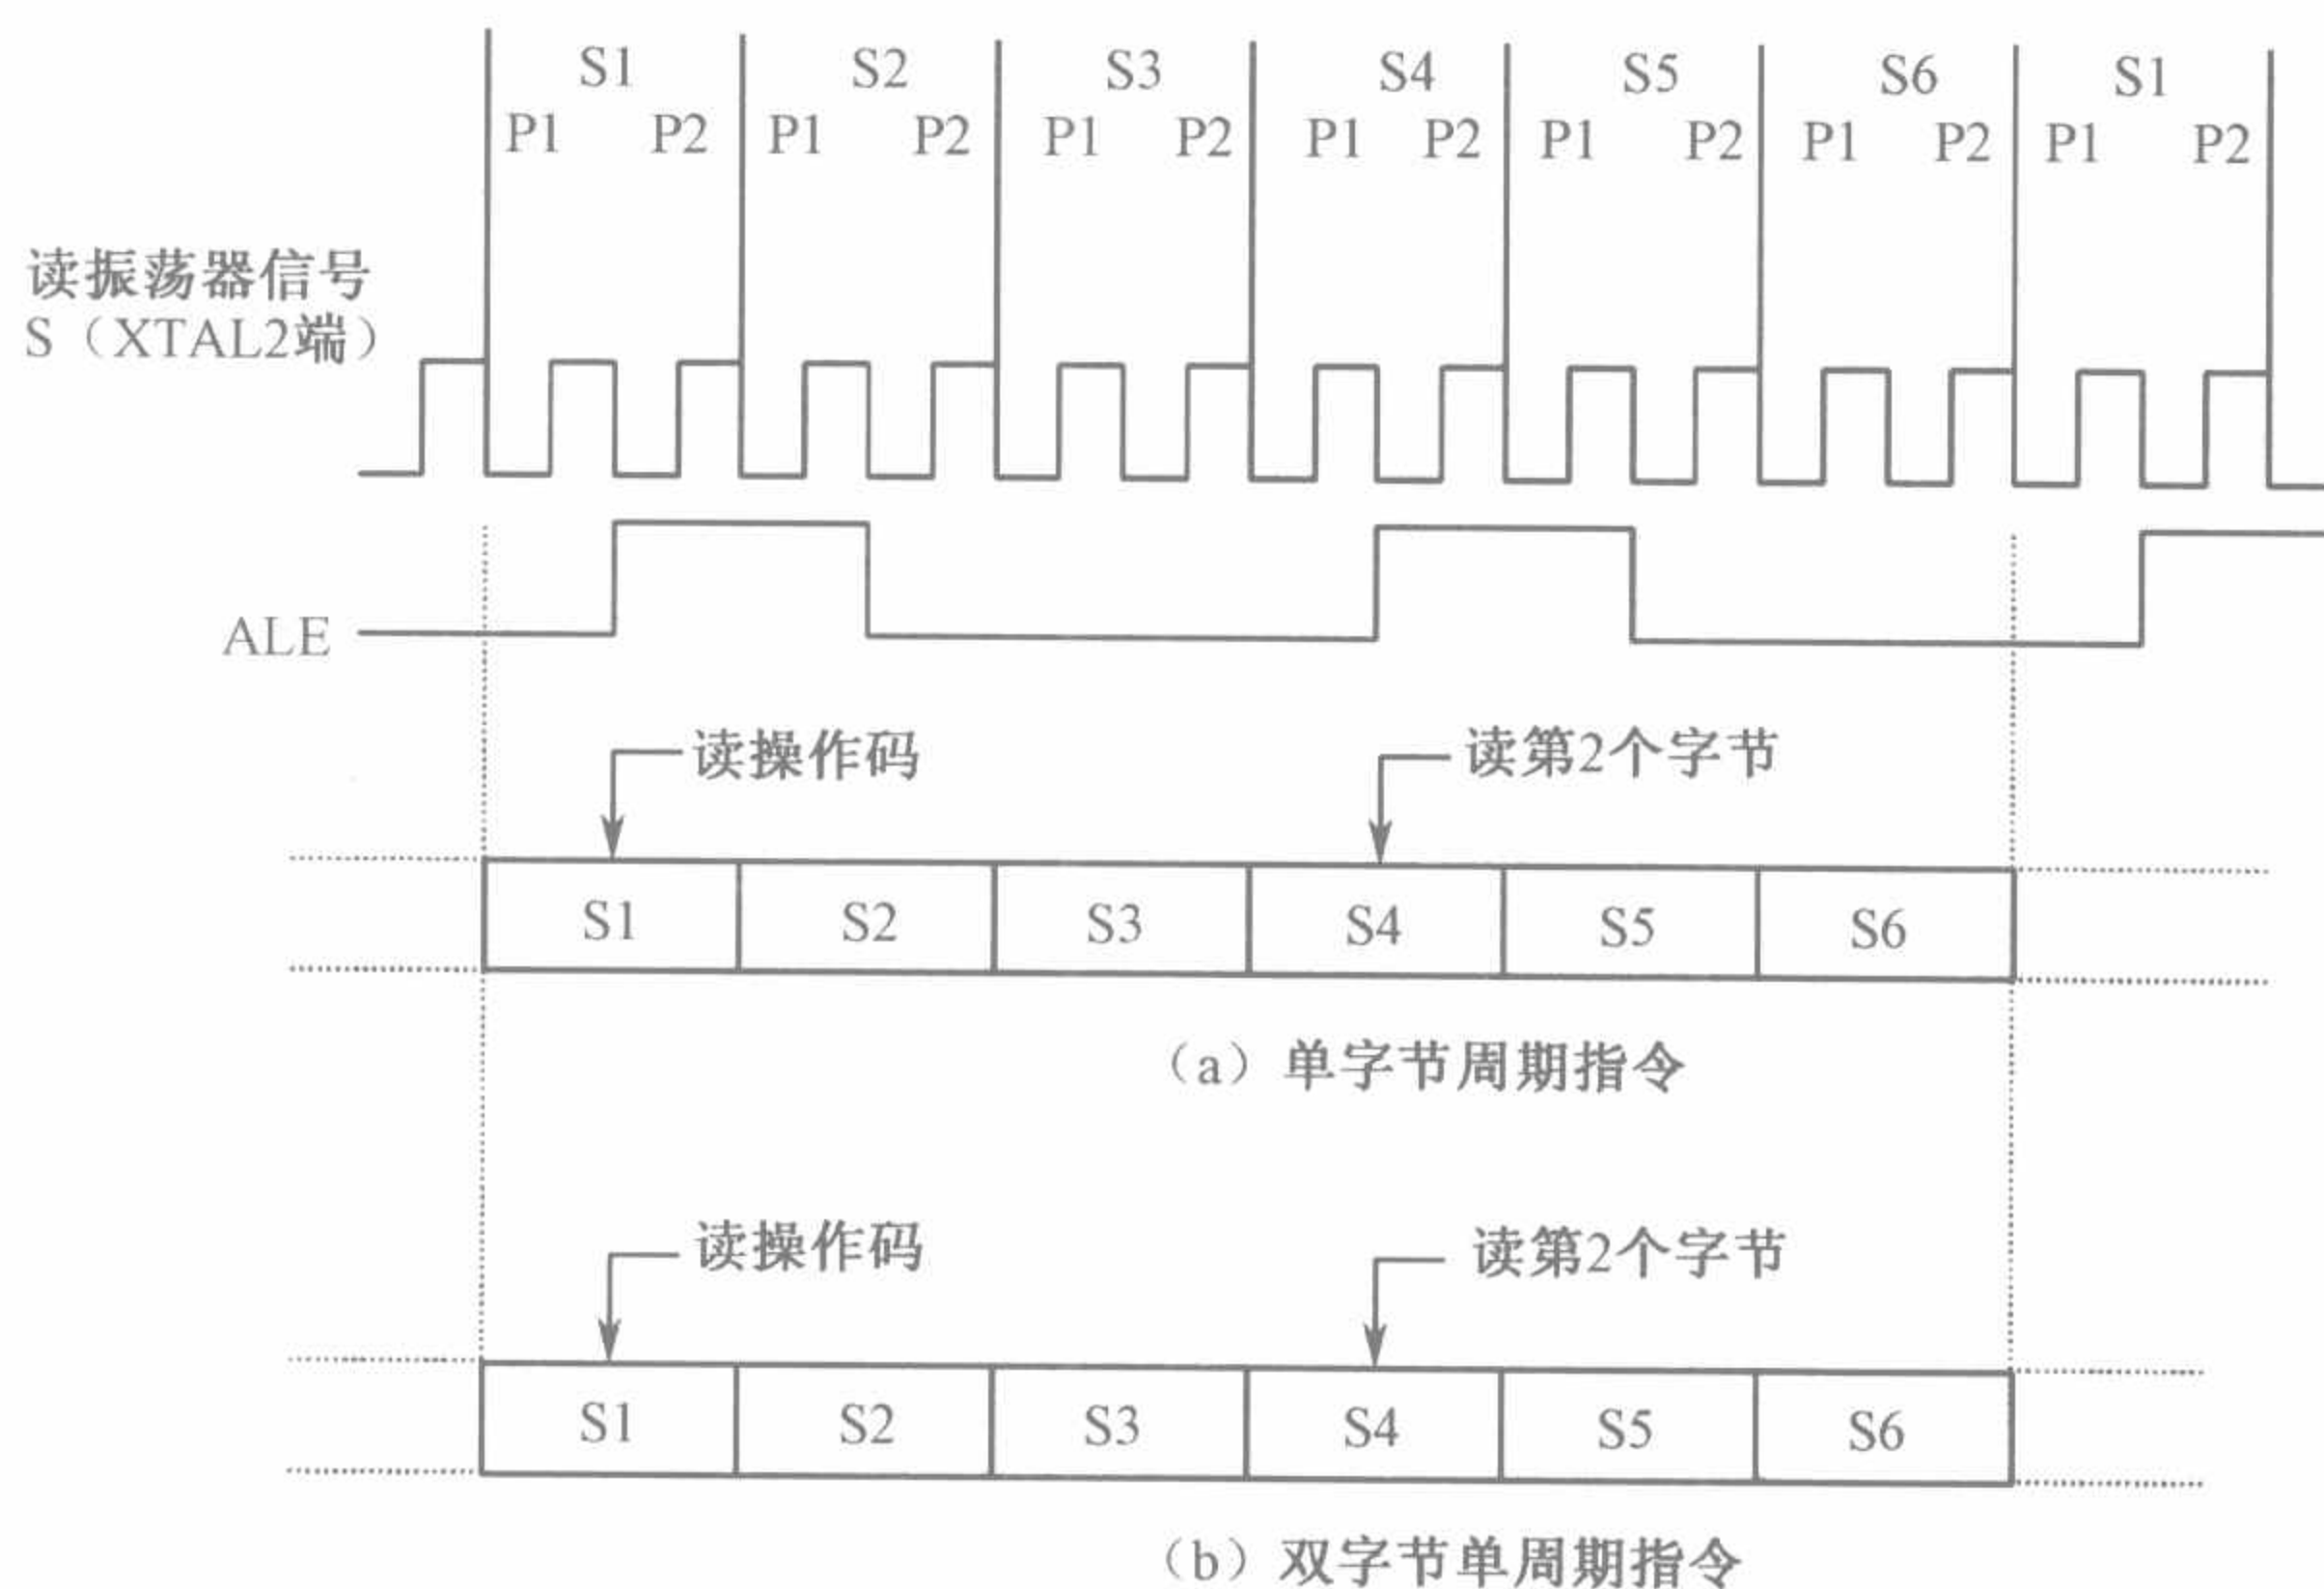 S1 S2 S3 S4 S5 S6 S1
P1 P2 P1 P2 P1 P2 P1 P2 P1 P2 P1 P2 P1 P2
读振荡器信号
S（XTAL2端）
ALE
读操作码 读第2个字节
S1 S2 S3 S4 S5 S6
（a）单字节周期指令
读操作码 读第2个字节
S1 S2 S3 S4 S5 S6
（b）双字节单周期指令